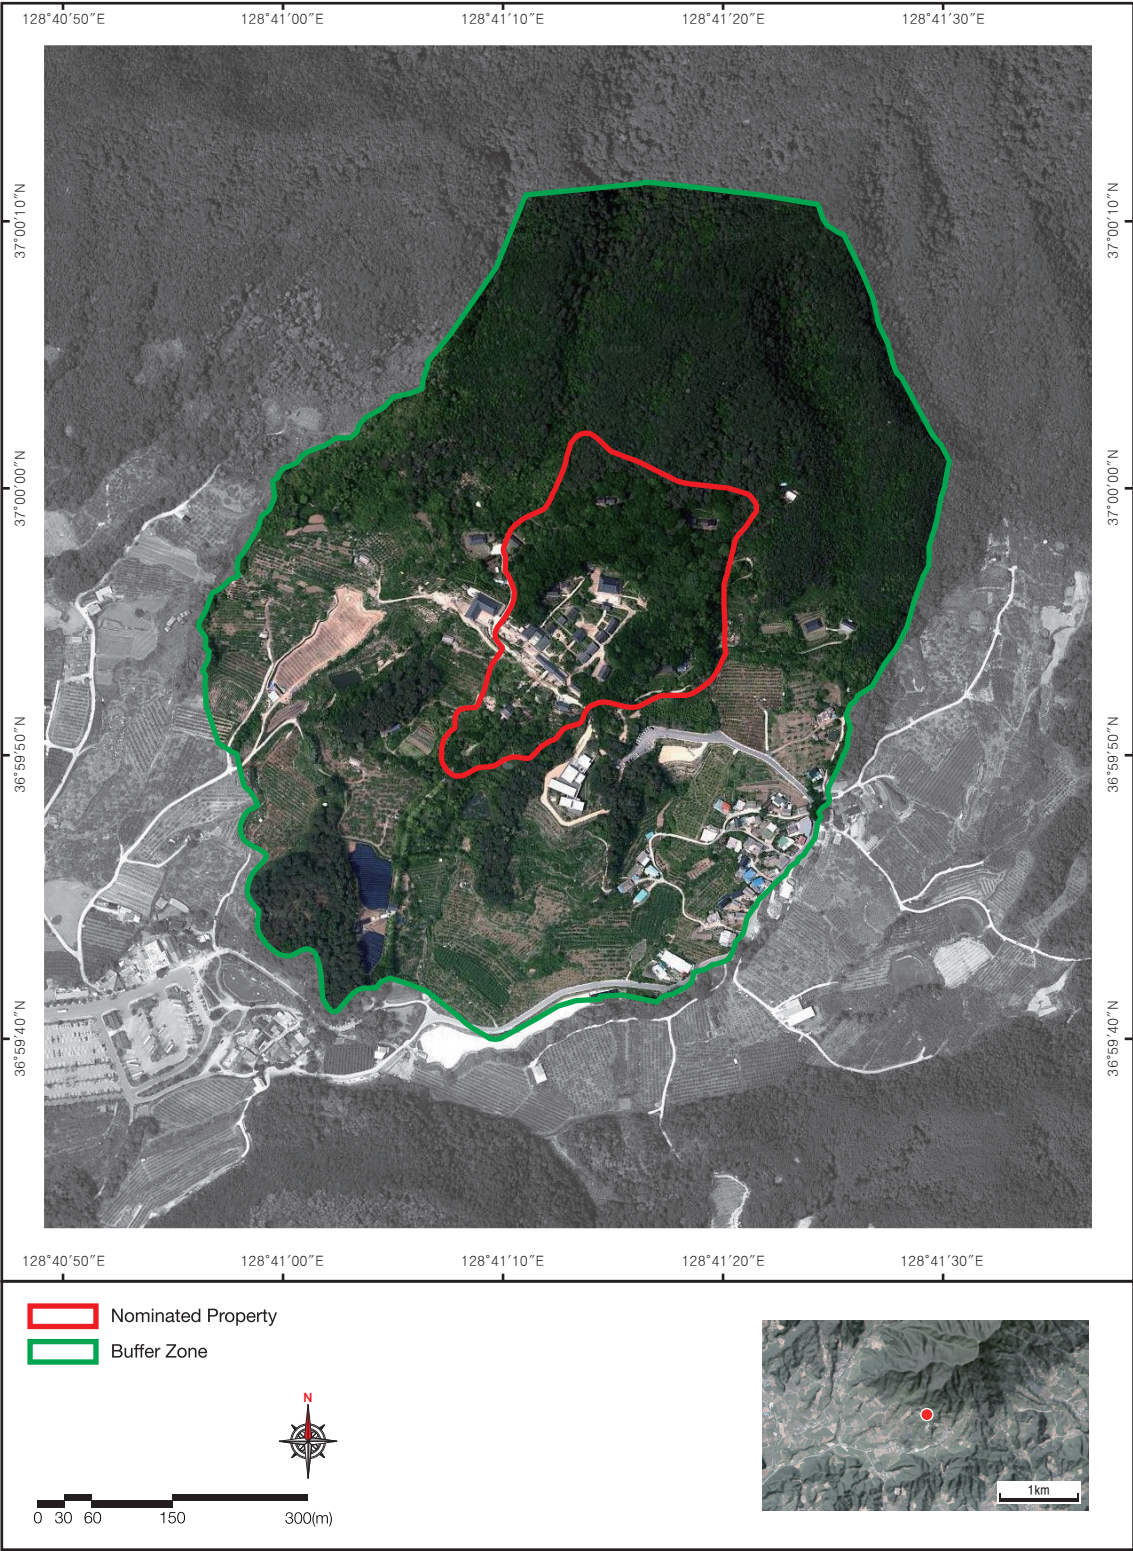 128°40′50″E 128°41′00″E 128°41′10″E 128°41′20″E 128°41′30″E
37°00′10″N 37°00′10″N
37°00′00″N 37°00′00″N
36°59′50″N 36°59′50″N
36°59′40″N 36°59′40″N
128°40′50″E 128°41′00″E 128°41′10″E 128°41′20″E 128°41′30″E
Nominated Property
Buffer Zone
N
0 30 60 150 300(m)
1km